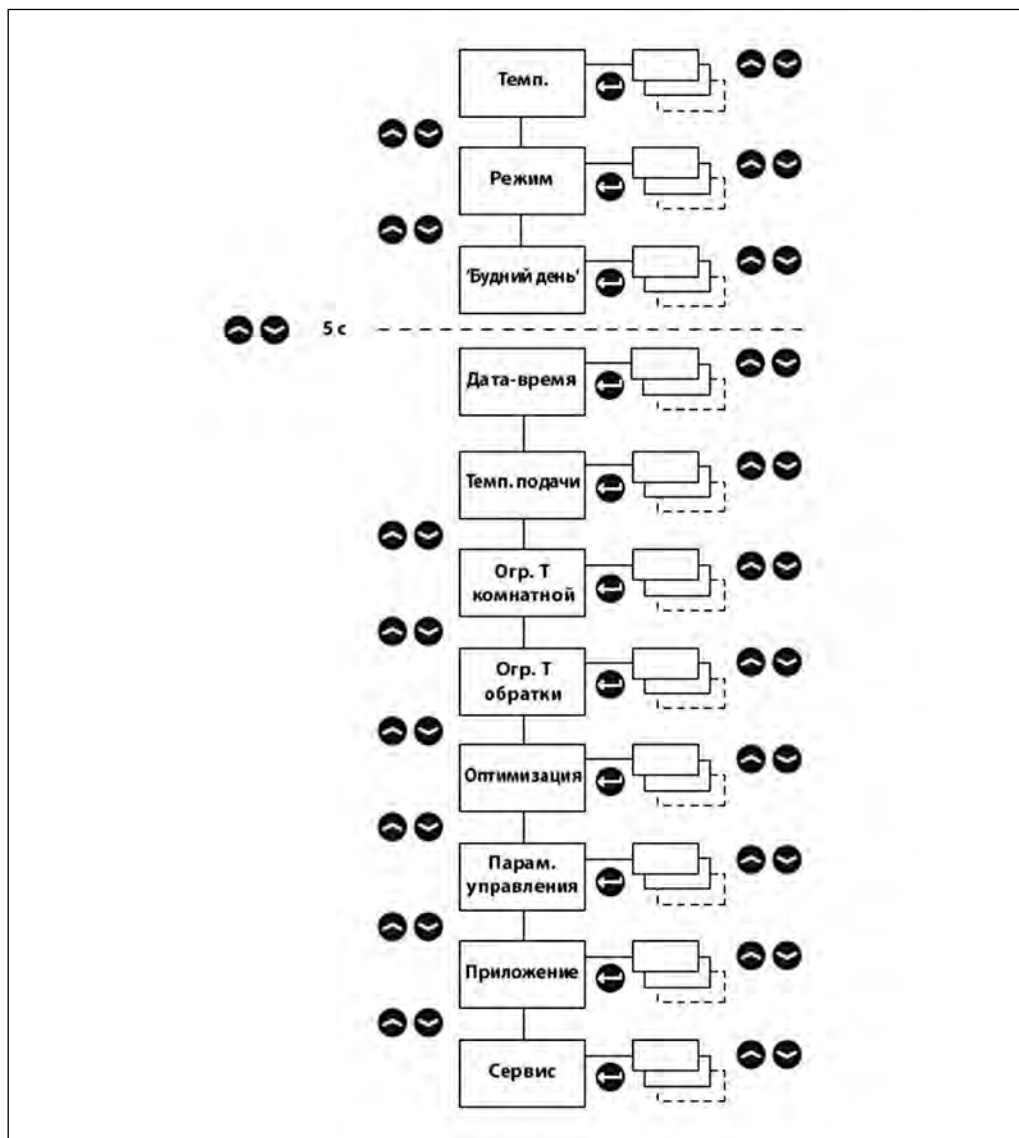 Темп.
Режим
‘Будний день‘
5 с
Дата-время
Темп. подачи
Огр. Т
комнатной
Огр. Т
обратки
Оптимизация
Парам.
управления
Приложение
Сервис